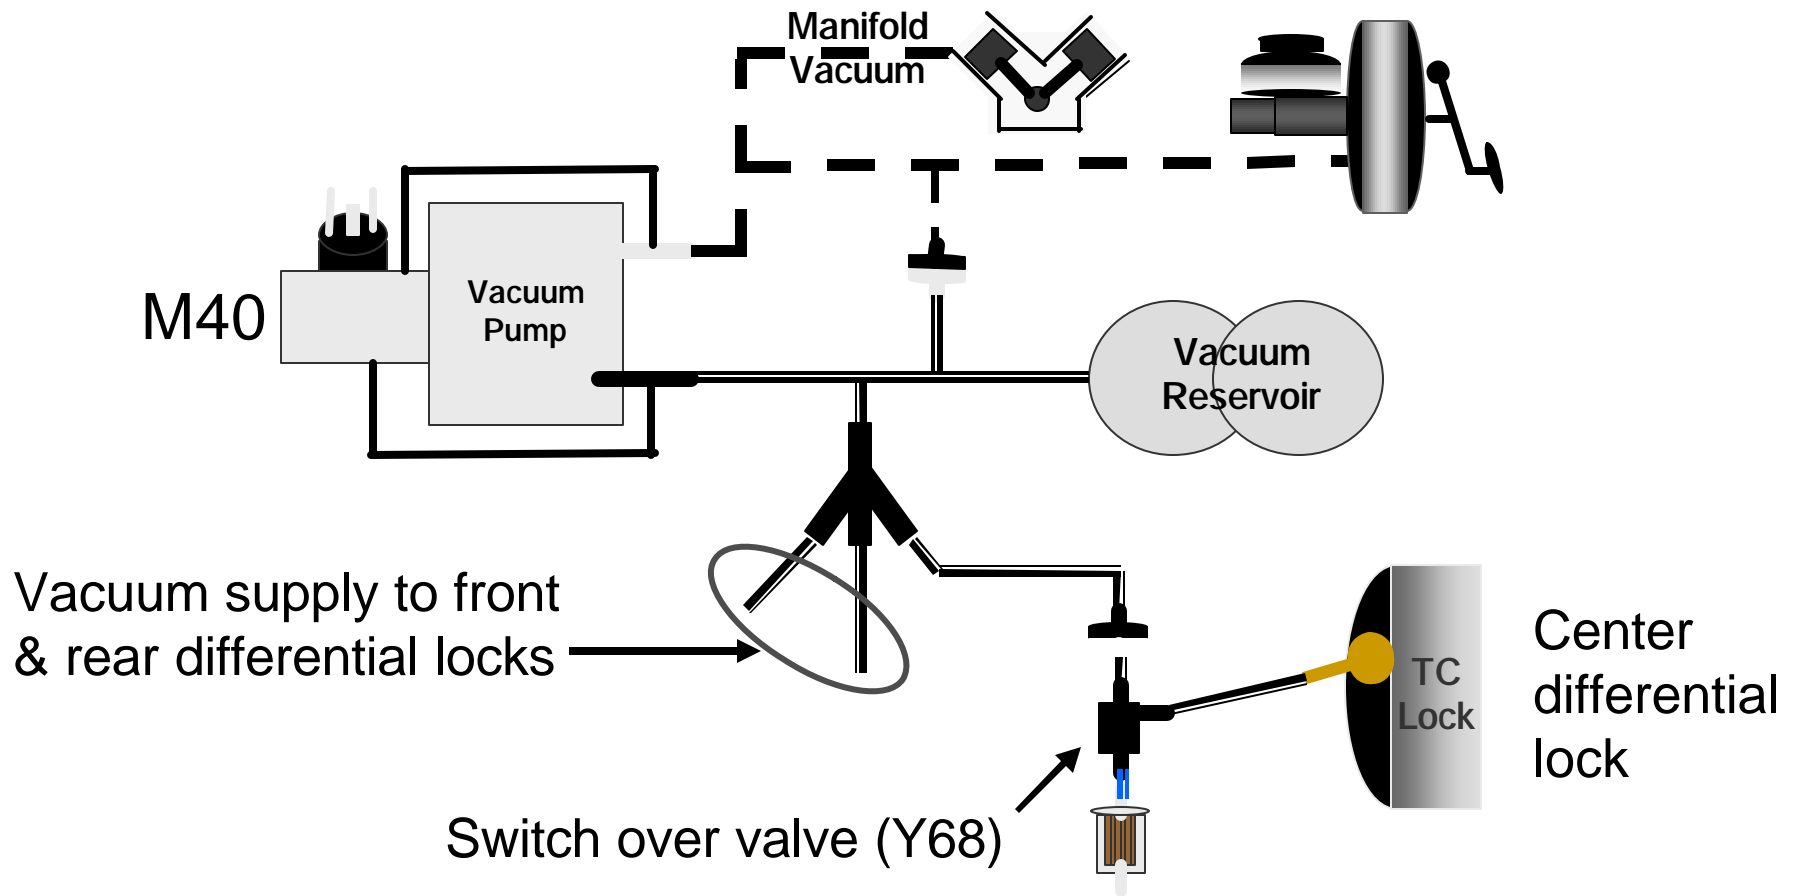 Manifold
Vacuum
M40
Vacuum
Pump
Vacuum
Reservoir
Vacuum supply to front
& rear differential locks
TC
Lock
Center
differential
lock
Switch over valve (Y68)